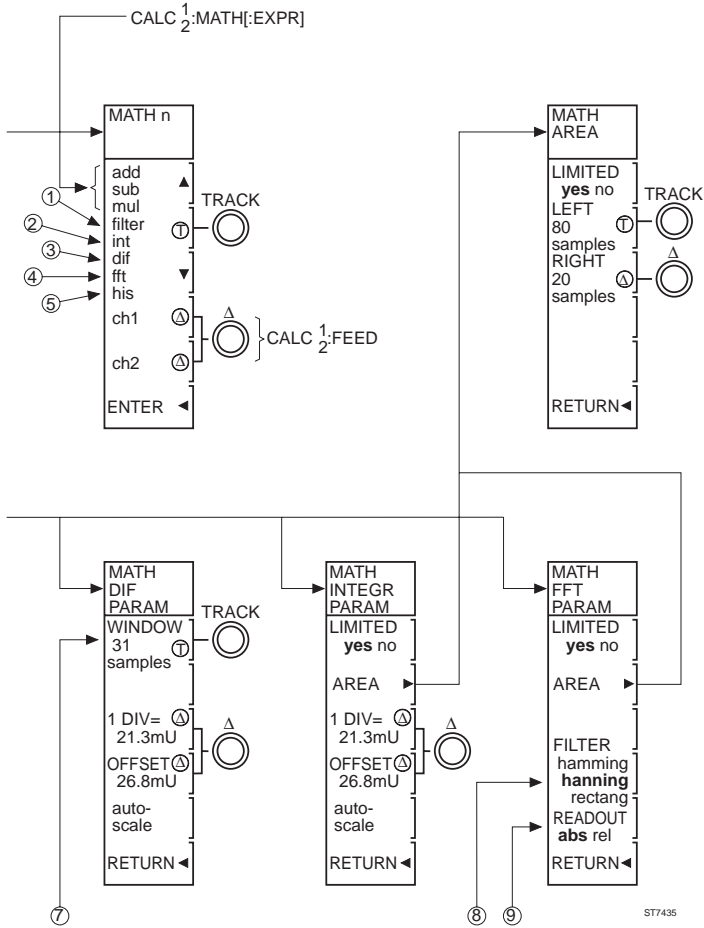 CALC 1/2:MATH[:EXPR]
MATH n
add
sub
mul
filter
int
dif
fft
his
① ② ③ ④ ⑤
▲
T
▼
TRACK
ch1 Δ
ch2 Δ
Δ
CALC 1/2:FEED
ENTER ◄
MATH
AREA
LIMITED
yes no
LEFT
80
samples
T
TRACK
RIGHT
20
samples
Δ
Δ
RETURN◄
MATH
DIF
PARAM
WINDOW
31
samples
T
TRACK
1 DIV= Δ
21.3mU
OFFSET Δ
26.8mU
Δ
auto-
scale
RETURN◄
⑦
MATH
INTEGR
PARAM
LIMITED
yes no
AREA ►
1 DIV= Δ
21.3mU
OFFSET Δ
26.8mU
Δ
auto-
scale
RETURN◄
MATH
FFT
PARAM
LIMITED
yes no
AREA ►
FILTER
hamming
hanning
rectang
READOUT
abs rel
RETURN◄
⑧ ⑨
ST7435